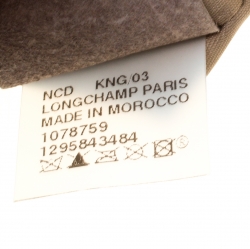 NCD KNG/03
LONGCHAMP PARIS
MADE IN MOROCCO
1078759
1295843484